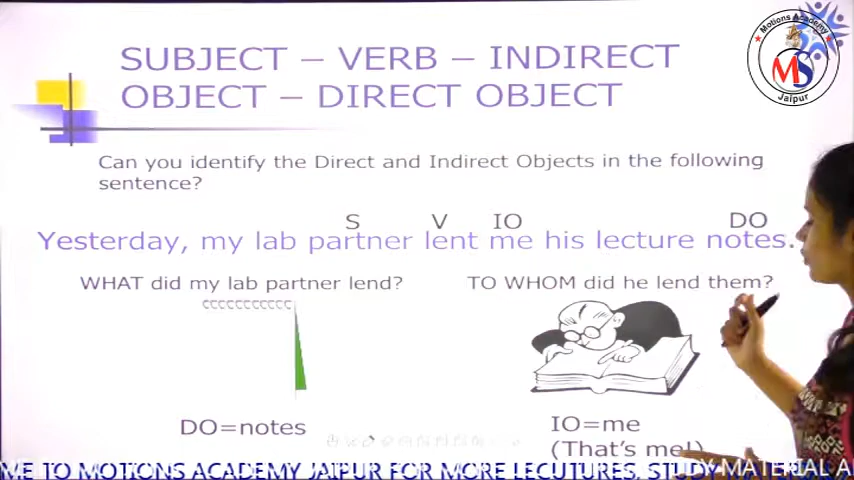 SUBJECT – VERB – INDIRECT
OBJECT – DIRECT OBJECT
Motions Academy
MS
Jaipur
Can you identify the Direct and Indirect Objects in the following
sentence?
S V IO DO
Yesterday, my lab partner lent me his lecture notes.
WHAT did my lab partner lend?
TO WHOM did he lend them?
ccccccccccc
DO=notes
IO=me
(That's me!)
ME TO MOTIONS ACADEMY JAIPUR FOR MORE LECUTURES, STUDY MATERIAL A